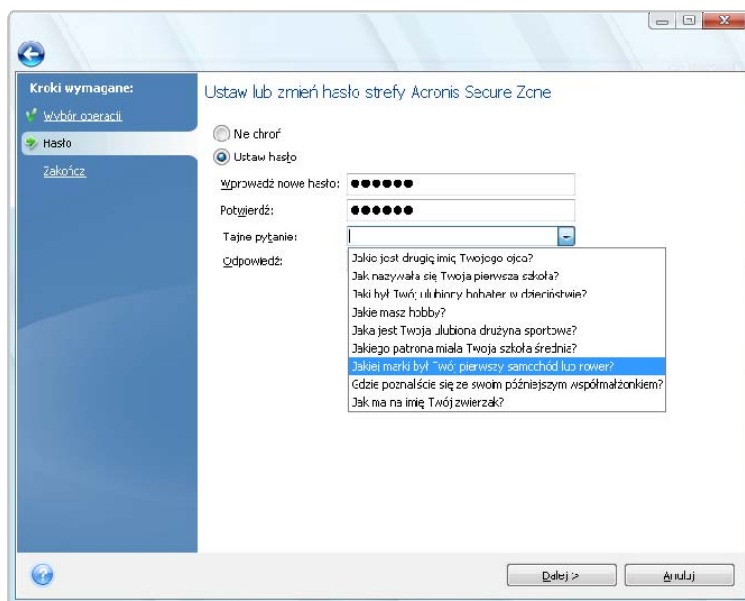 Kroki wymagane:
Wybór operacji
Hasło
Zakończ
Ustaw lub zmień hasło strefy Acronis Secure Zone
Nie chroń
Ustaw hasło
Wprowadź nowe hasło: ●●●●●●
Potwierdź: ●●●●●●
Tajne pytanie:
Odpowiedź:
Jakie jest drugie imię Twojego ojca?
Jak nazywała się Twoja pierwsza szkoła?
Jaki był Twój ulubiony bohater w dzieciństwie?
Jakie masz hobby?
Jaka jest Twoja ulubiona drużyna sportowa?
Jakiego patrona miała Twoja szkoła średnia?
Jakiej marki był Twój pierwszy samochód lub rower?
Gdzie poznaliście się ze swoim późniejszym współmałżonkiem?
Jak ma na imię Twój zwierzak?
Dalej >
Anuluj